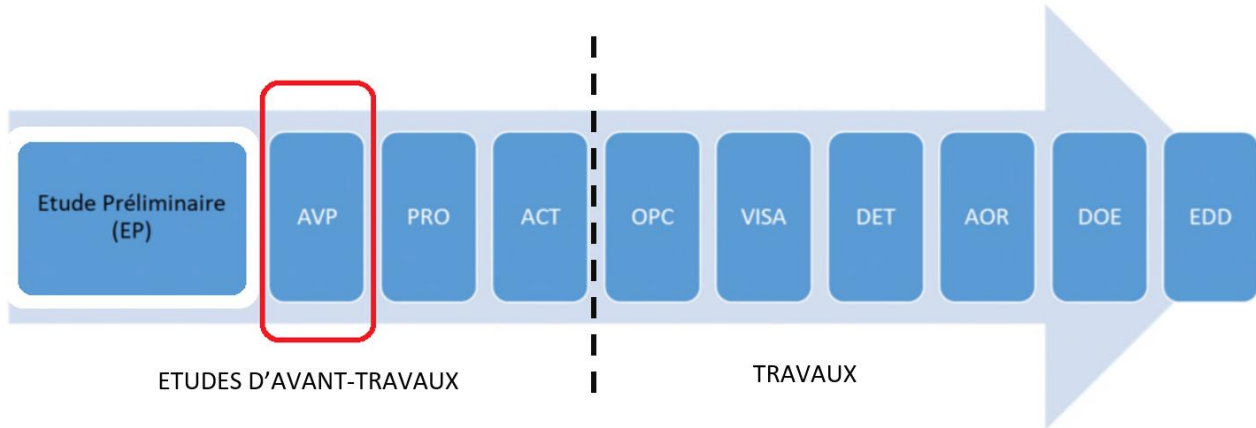 Etude Préliminaire
(EP)
AVP
PRO
ACT
OPC
VISA
DET
AOR
DOE
EDD
ETUDES D'AVANT-TRAVAUX
TRAVAUX